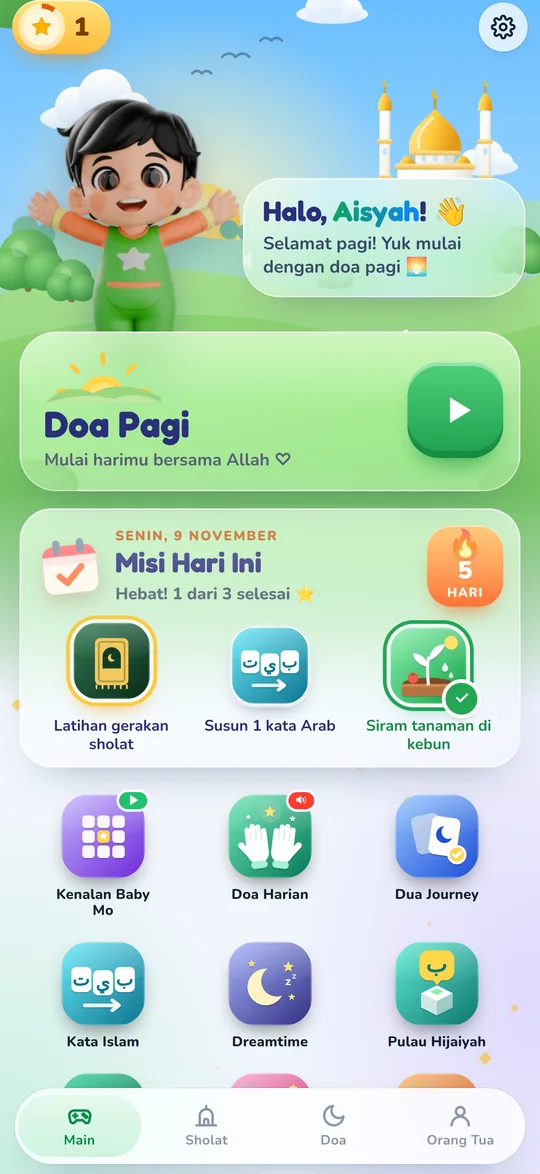 1
Halo, Aisyah! 👋
Selamat pagi! Yuk mulai
dengan doa pagi 🌅
Doa Pagi
Mulai harimu bersama Allah ♡
SENIN, 9 NOVEMBER
Misi Hari Ini
Hebat! 1 dari 3 selesai ⭐
5
HARI
ب ي ت
Latihan gerakan
sholat
Susun 1 kata Arab
Siram tanaman di
kebun
Kenalan Baby
Mo
Doa Harian
Dua Journey
ب ي ت
z z
ب
Kata Islam
Dreamtime
Pulau Hijaiyah
Main
Sholat
Doa
Orang Tua